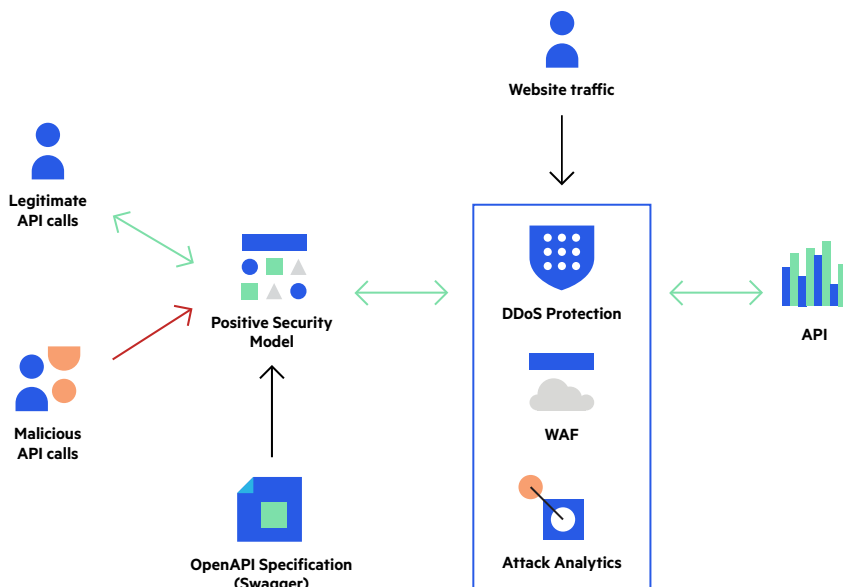 Website traffic
Legitimate
API calls
Positive Security
Model
DDoS Protection
API
WAF
Malicious
API calls
OpenAPI Specification
(Swagger)
Attack Analytics